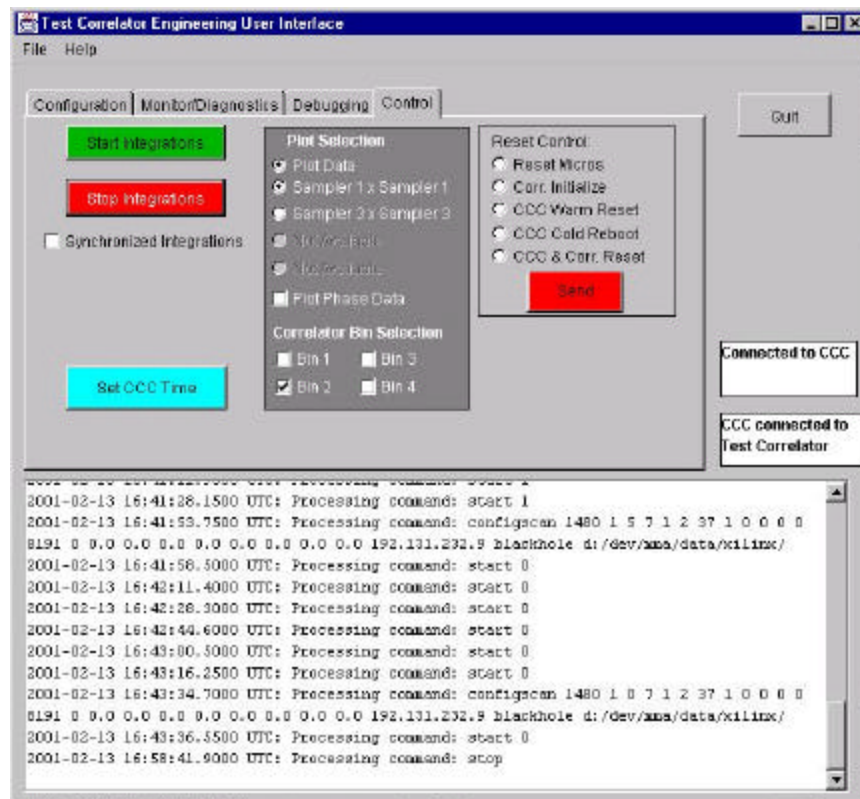 Test Correlator Engineering User Interface
File Help
Configuration Monitor/Diagnostics Debugging Control
Quit
Start Integrations
Stop Integrations
Synchronized Integrations
Set CCC Time
Plot Selection
Plot Data
Sampler 1 x Sampler 1
Sampler 3 x Sampler 3
Not Available
Not Available
Plot Phase Data
Correlator Bin Selection
Bin 1 Bin 3
Bin 2 Bin 4
Reset Control:
Reset Micros
Corr. Initialize
CCC Warm Reset
CCC Cold Reboot
CCC & Corr. Reset
Send
Connected to CCC
CCC connected to
Test Correlator
2001-02-13 16:41:28.1500 UTC: Processing command: start 1
2001-02-13 16:41:53.7500 UTC: Processing command: configscan 1480 1 5 7 1 2 37 1 0 0 0 0
8191 0 0.0 0.0 0.0 0.0 0.0 0.0 0.0 0.0 192.131.232.9 blackhole d:/dev/mma/data/xilinx/
2001-02-13 16:41:58.5000 UTC: Processing command: start 0
2001-02-13 16:42:11.4000 UTC: Processing command: start 0
2001-02-13 16:42:28.3000 UTC: Processing command: start 0
2001-02-13 16:42:44.6000 UTC: Processing command: start 0
2001-02-13 16:43:00.5000 UTC: Processing command: start 0
2001-02-13 16:43:16.2500 UTC: Processing command: start 0
2001-02-13 16:43:34.7000 UTC: Processing command: configscan 1480 1 0 7 1 2 37 1 0 0 0 0
8191 0 0.0 0.0 0.0 0.0 0.0 0.0 0.0 0.0 192.131.232.9 blackhole d:/dev/mma/data/xilinx/
2001-02-13 16:43:36.5500 UTC: Processing command: start 0
2001-02-13 16:58:41.9000 UTC: Processing command: stop